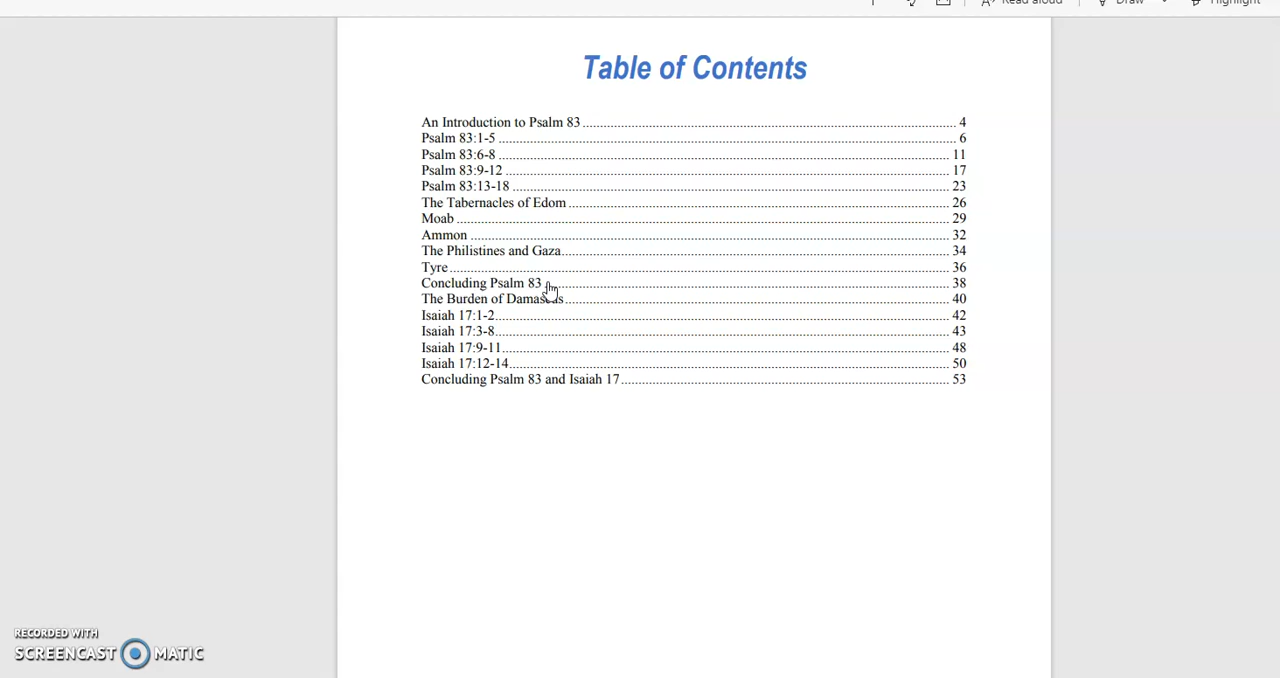 Read aloud Draw Highlight
Table of Contents
An Introduction to Psalm 83 4
Psalm 83:1-5 6
Psalm 83:6-8 11
Psalm 83:9-12 17
Psalm 83:13-18 23
The Tabernacles of Edom 26
Moab 29
Ammon 32
The Philistines and Gaza 34
Tyre 36
Concluding Psalm 83 38
The Burden of Damascus 40
Isaiah 17:1-2 42
Isaiah 17:3-8 43
Isaiah 17:9-11 48
Isaiah 17:12-14 50
Concluding Psalm 83 and Isaiah 17 53
RECORDED WITH
SCREENCAST MATIC